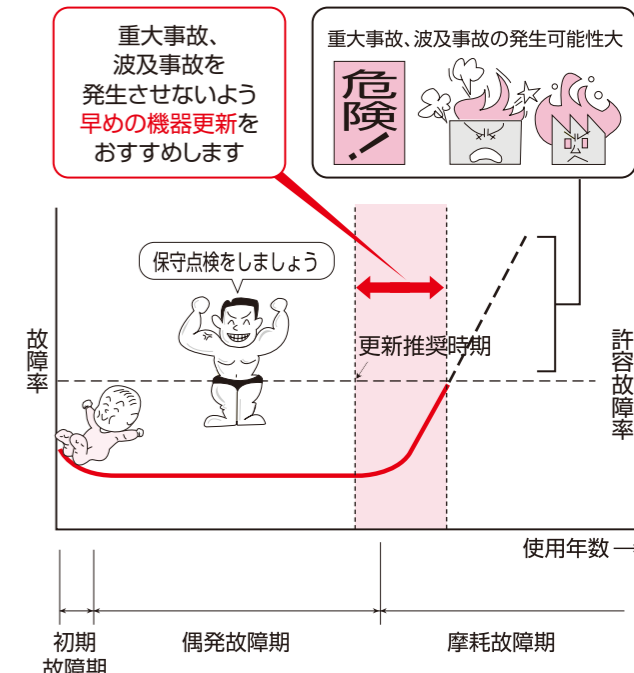 重大事故、
波及事故を
発生させないよう
早めの機器更新を
おすすめします
重大事故、波及事故の発生可能性大
危険！
保守点検をしましょう
更新推奨時期
故障率
許容故障率
使用年数
初期
故障期
偶発故障期
摩耗故障期